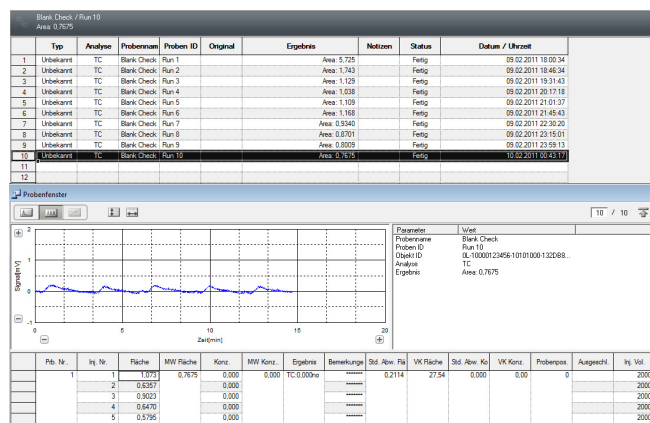 Blank Check / Run 10
Area: 0,7675
Typ Analyse Probennam Proben ID Original Ergebnis Notizen Status Datum / Uhrzeit
1 Unbekannt TC Blank Check Run 1 Area: 5,725 Fertig 09.02.2011 18:00:34
2 Unbekannt TC Blank Check Run 2 Area: 1,743 Fertig 09.02.2011 18:46:34
3 Unbekannt TC Blank Check Run 3 Area: 1,129 Fertig 09.02.2011 19:31:43
4 Unbekannt TC Blank Check Run 4 Area: 1,038 Fertig 09.02.2011 20:17:18
5 Unbekannt TC Blank Check Run 5 Area: 1,109 Fertig 09.02.2011 21:01:37
6 Unbekannt TC Blank Check Run 6 Area: 1,168 Fertig 09.02.2011 21:45:43
7 Unbekannt TC Blank Check Run 7 Area: 0,9340 Fertig 09.02.2011 22:30:20
8 Unbekannt TC Blank Check Run 8 Area: 0,8701 Fertig 09.02.2011 23:15:01
9 Unbekannt TC Blank Check Run 9 Area: 0,8009 Fertig 09.02.2011 23:59:13
10 Unbekannt TC Blank Check Run 10 Area: 0,7675 Fertig 10.02.2011 00:43:17
11
12
Probenfenster
10 / 10
Parameter Wert
Probenname Blank Check
Proben ID Run 10
Objekt ID 0L-10000123456-10101000-132DB8...
Analyse TC
Ergebnis Area: 0,7675
Signal[mV]
2
1
0
-1
0 5 10 15 20
Zeit[min]
Prb. Nr.. Inj. Nr. Fläche MW Fläche Konz. MW Konz.. Ergebnis Bemerkunge Std. Abw. Flä VK Fläche Std. Abw. Ko VK Konz. Probenpos. Ausgeschl. Inj. Vol.
1 1 1,073 0,7675 0,000 0,000 TC:0,000no ******* 0,2114 27,54 0,000 0,00 0 2000
2 0,6357 0,000 ******* 2000
3 0,9023 0,000 ******* 2000
4 0,6470 0,000 ******* 2000
5 0,5795 0,000 ******* 2000